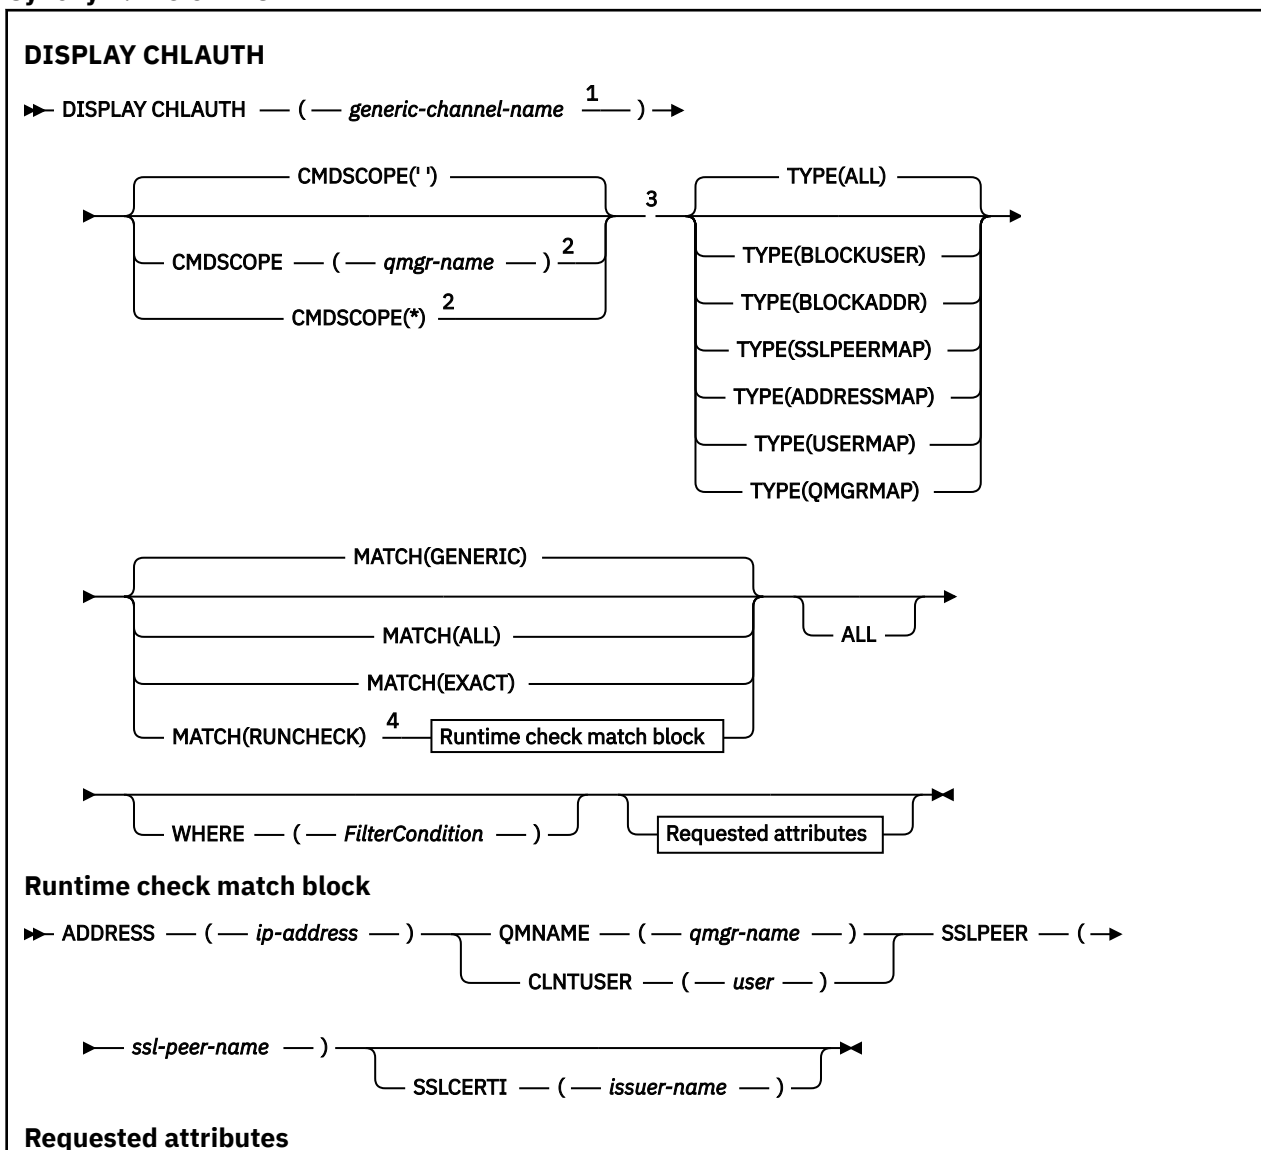 DISPLAY CHLAUTH
DISPLAY CHLAUTH ( generic-channel-name 1 )
CMDSCOPE(' ')
CMDSCOPE ( qmgr-name ) 2
CMDSCOPE(*) 2
3
TYPE(ALL)
TYPE(BLOCKUSER)
TYPE(BLOCKADDR)
TYPE(SSLPEERMAP)
TYPE(ADDRESSMAP)
TYPE(USERMAP)
TYPE(QMGRMAP)
MATCH(GENERIC)
MATCH(ALL)
MATCH(EXACT)
MATCH(RUNCHECK) 4 Runtime check match block
ALL
WHERE ( FilterCondition )
Requested attributes
Runtime check match block
ADDRESS ( ip-address ) QMNAME ( qmgr-name ) SSLPEER (
CLNTUSER ( user )
ssl-peer-name )
SSLCERTI ( issuer-name )
Requested attributes